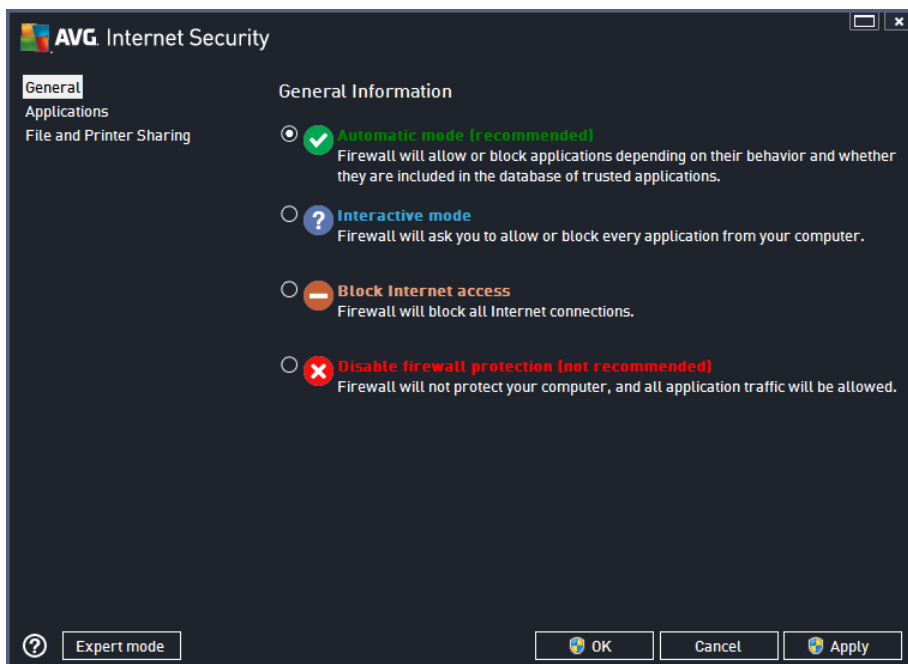 AVG. Internet Security
General
Applications
File and Printer Sharing
General Information
Automatic mode (recommended)
Firewall will allow or block applications depending on their behavior and whether
they are included in the database of trusted applications.
Interactive mode
Firewall will ask you to allow or block every application from your computer.
Block Internet access
Firewall will block all Internet connections.
Disable firewall protection (not recommended)
Firewall will not protect your computer, and all application traffic will be allowed.
Expert mode
OK
Cancel
Apply